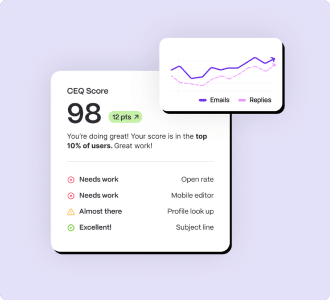 CEQ Score
98 12 pts
You're doing great! Your score is in the top
10% of users. Great work!
Needs work Open rate
Needs work Mobile editor
Almost there Profile look up
Excellent! Subject line
Emails Replies